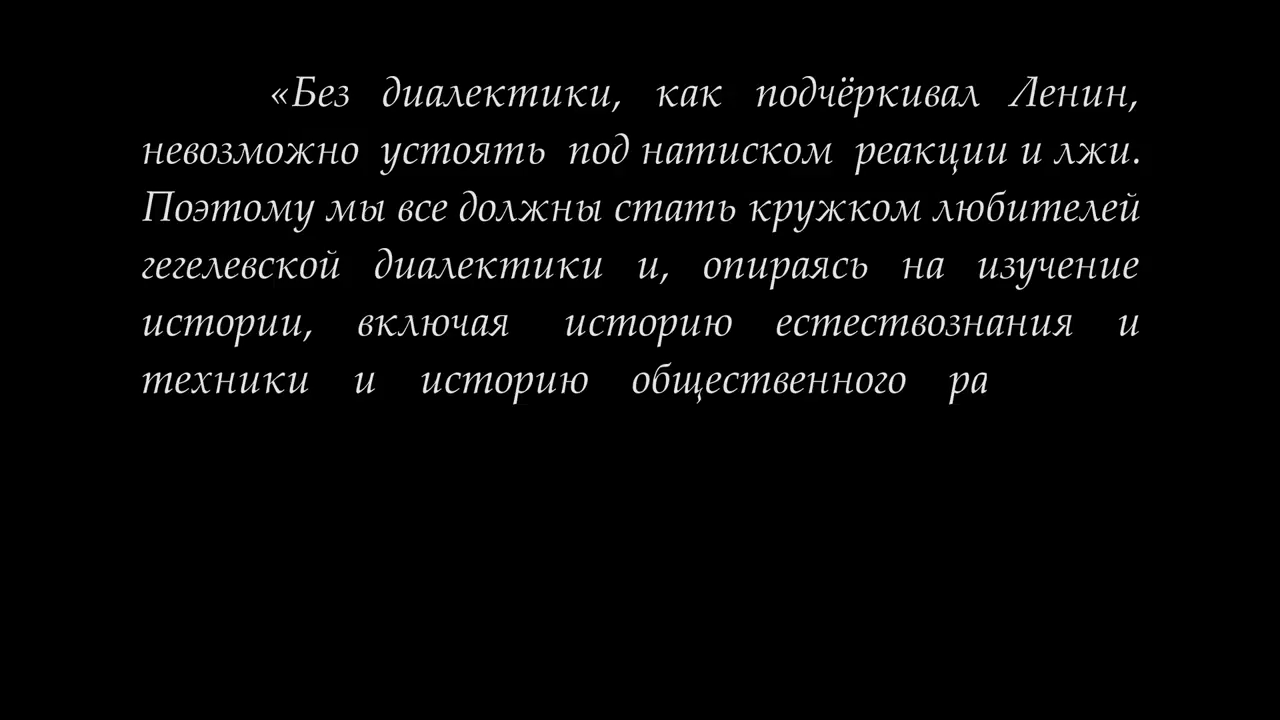 «Без диалектики, как подчёркивал Ленин,
невозможно устоять под натиском реакции и лжи.
Поэтому мы все должны стать кружком любителей
гегелевской диалектики и, опираясь на изучение
истории, включая историю естествознания и
техники и историю общественного ра